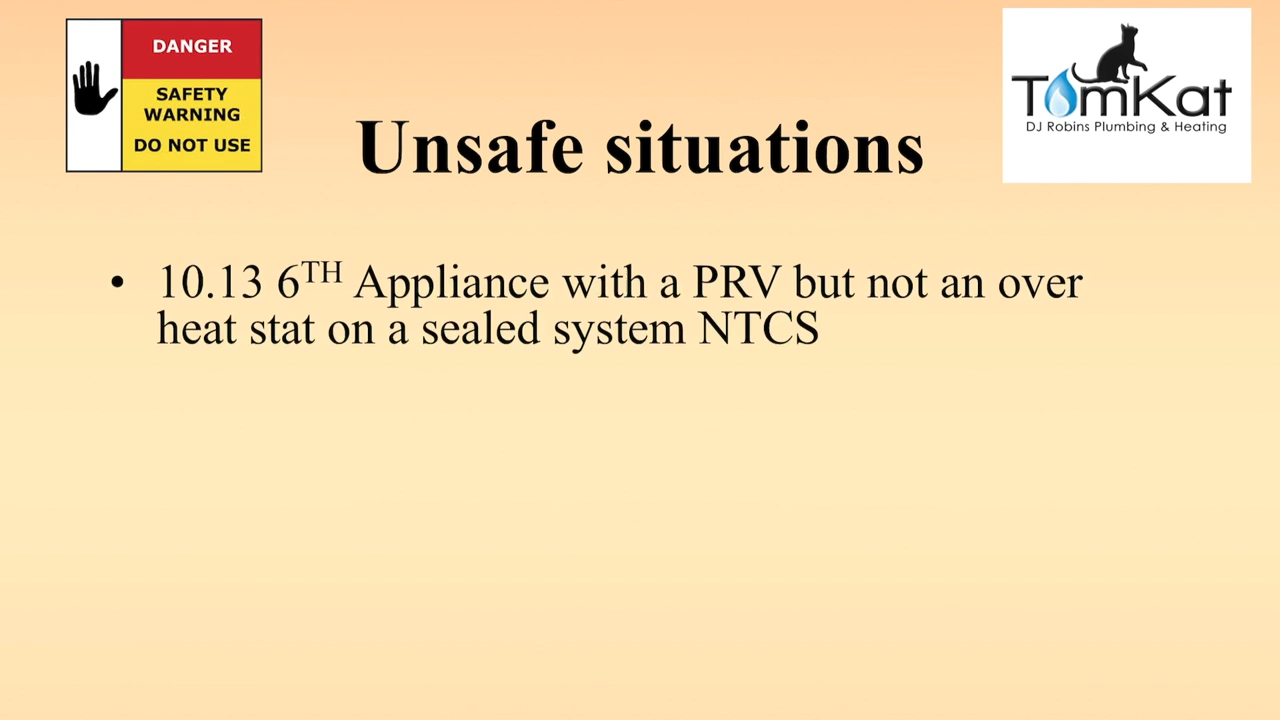 DANGER
SAFETY
WARNING
DO NOT USE
TomKat
DJ Robins Plumbing & Heating
Unsafe situations
• 10.13 6TH Appliance with a PRV but not an over
heat stat on a sealed system NTCS